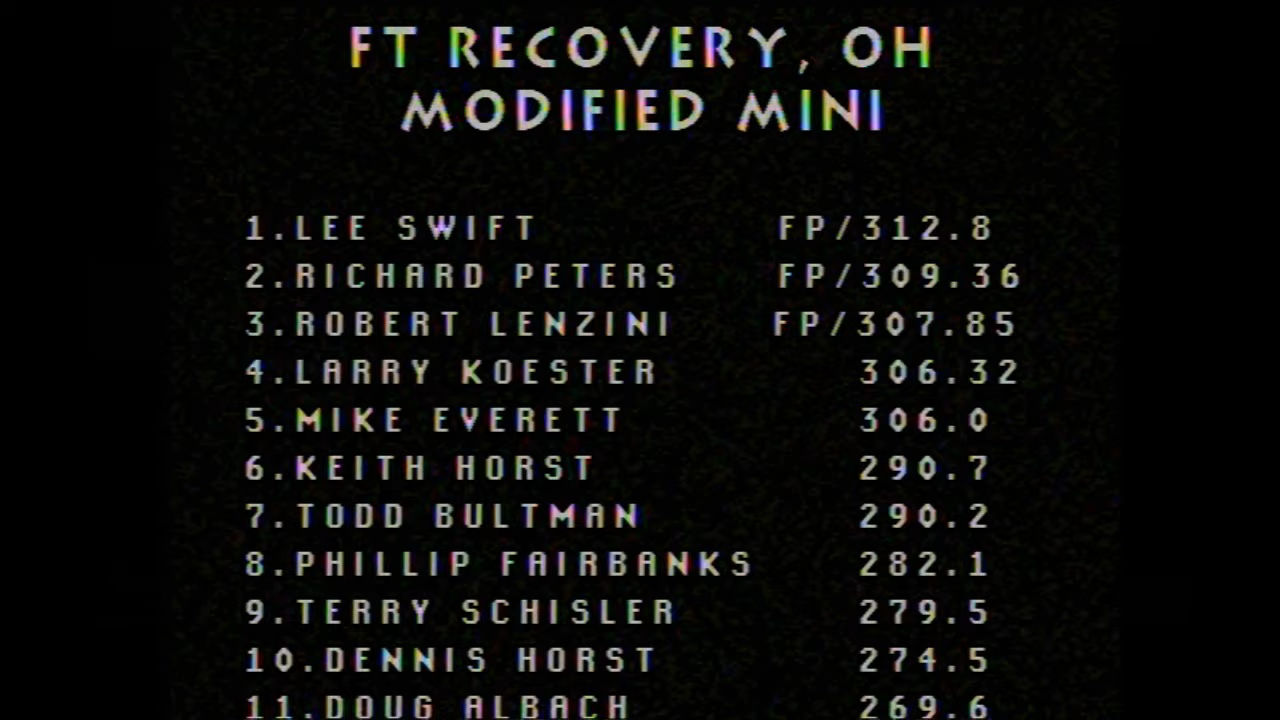 FT RECOVERY, OH
MODIFIED MINI
1.LEE SWIFT FP/312.8
2.RICHARD PETERS FP/309.36
3.ROBERT LENZINI FP/307.85
4.LARRY KOESTER 306.32
5.MIKE EVERETT 306.0
6.KEITH HORST 290.7
7.TODD BULTMAN 290.2
8.PHILLIP FAIRBANKS 282.1
9.TERRY SCHISLER 279.5
10.DENNIS HORST 274.5
11.DOUG ALBACH 269.6